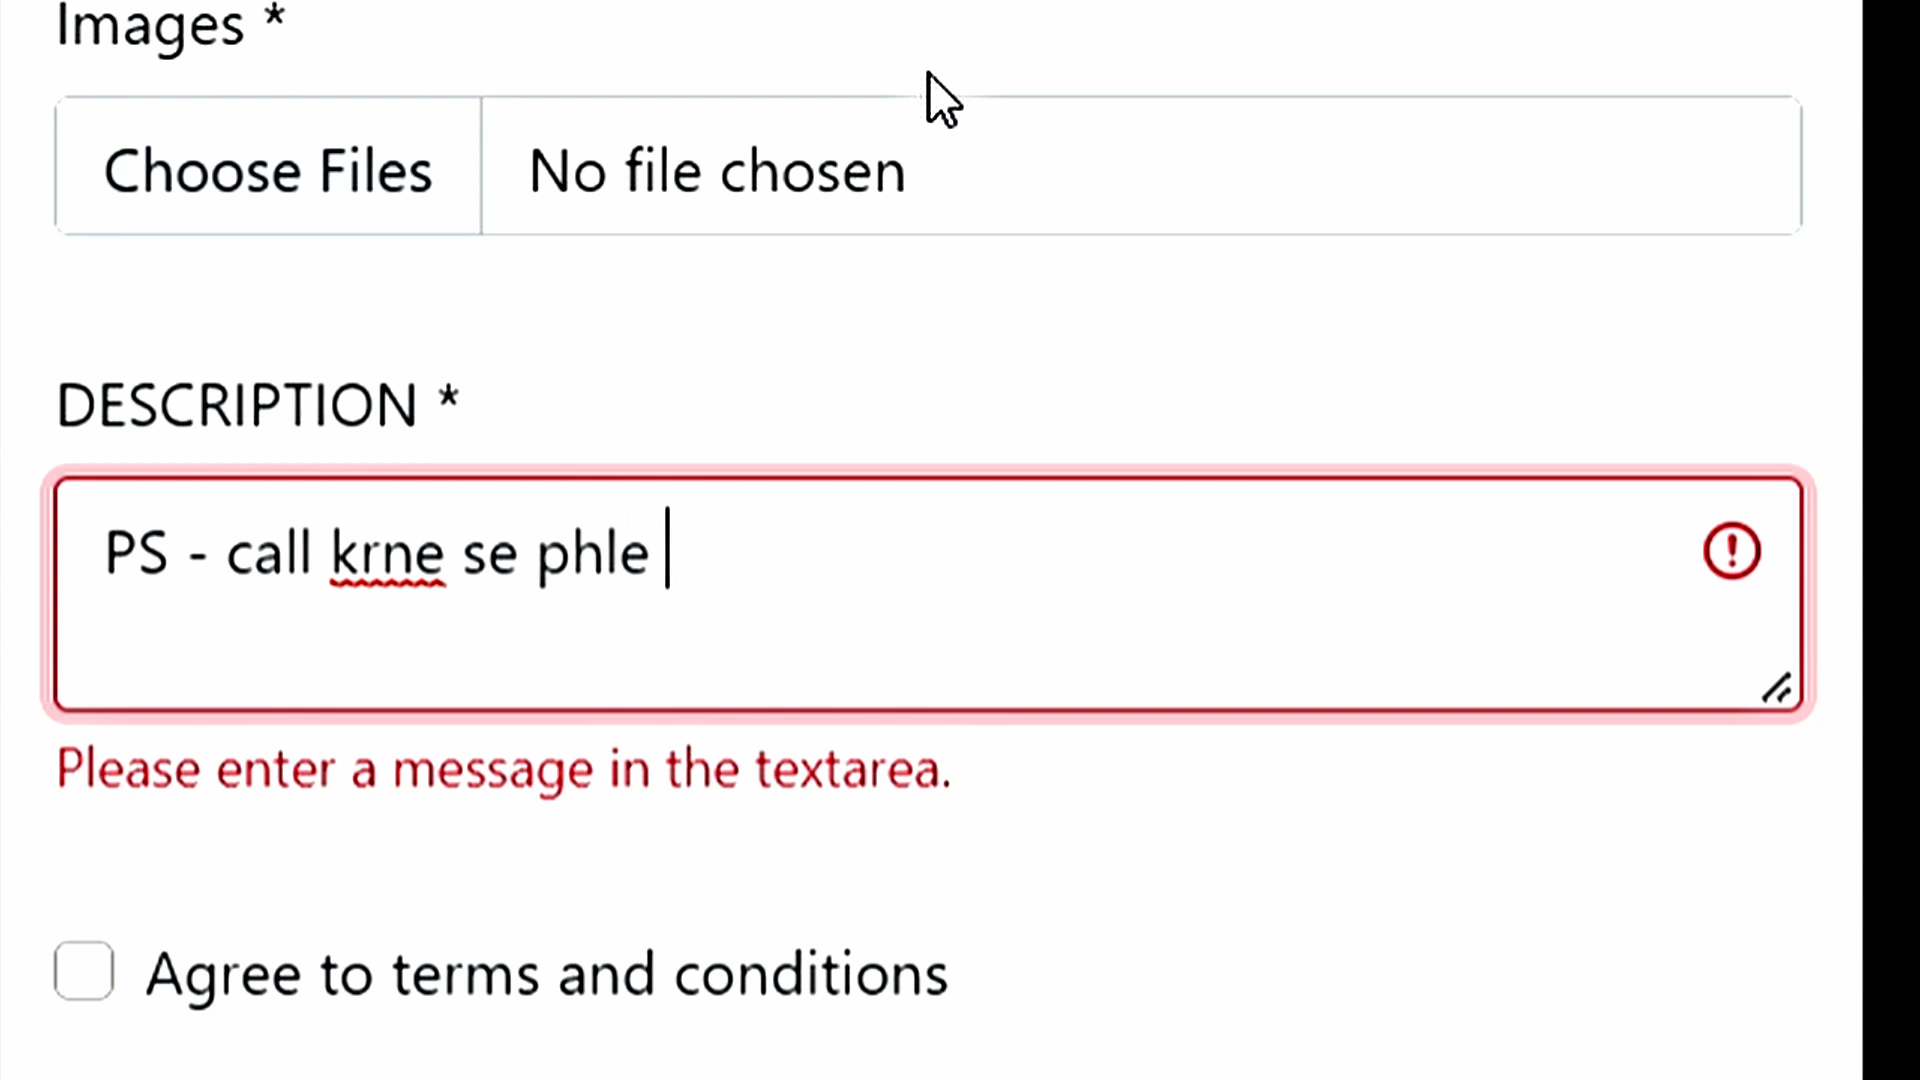 Images *
Choose Files No file chosen
DESCRIPTION *
PS - call krne se phle
Please enter a message in the textarea.
Agree to terms and conditions